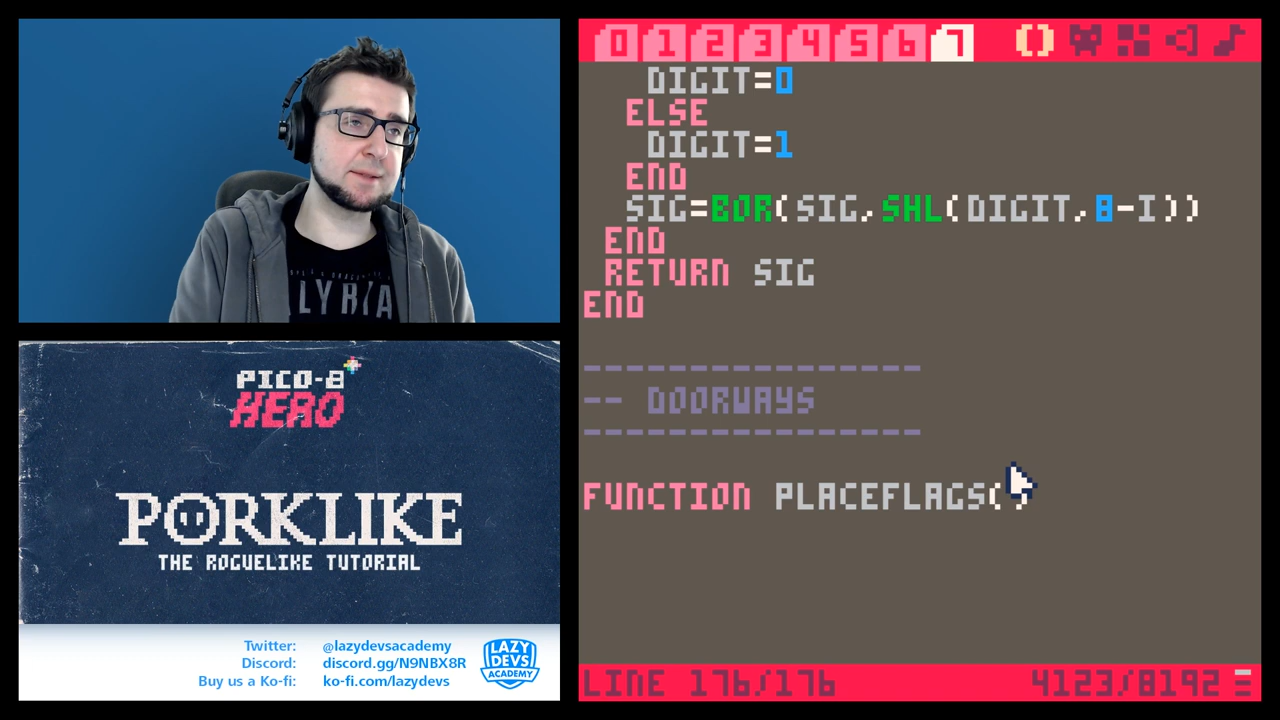 0 1 2 3 4 5 6 7
DIGIT=0
ELSE
DIGIT=1
END
SIG=BOR(SIG,SHL(DIGIT,8-I))
END
RETURN SIG
END
----------------
-- DOORWAYS
----------------
FUNCTION PLACEFLAGS()
LINE 176/176 4123/8192
LYRIA
PICO-8
HERO
PORKLIKE
THE ROGUELIKE TUTORIAL
Twitter: @lazydevsacademy
Discord: discord.gg/N9NBX8R
Buy us a Ko-fi: ko-fi.com/lazydevs
LAZY
DEVS
ACADEMY